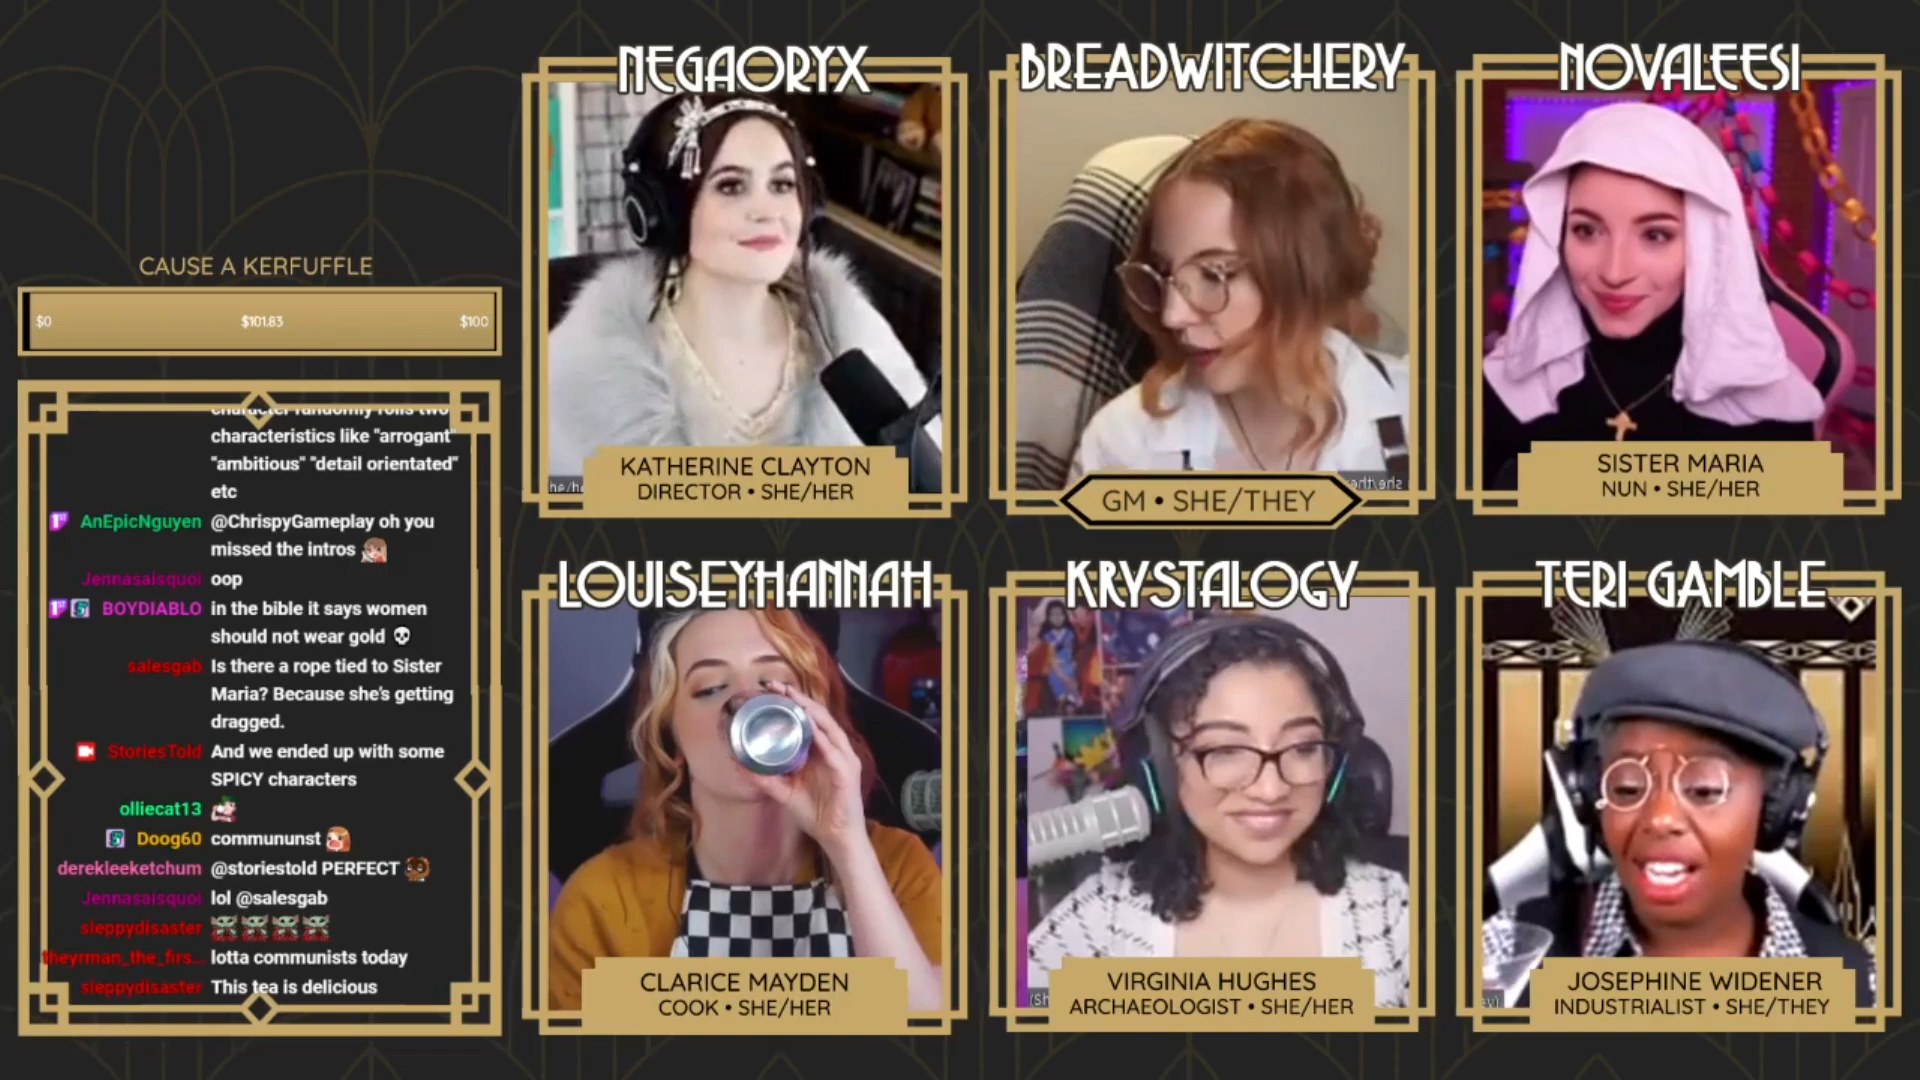 NEGAORYX
BREADWITCHERY
NOVALEESI
KATHERINE CLAYTON
DIRECTOR • SHE/HER
GM • SHE/THEY
SISTER MARIA
NUN • SHE/HER
CAUSE A KERFUFFLE
$0 $101.83 $100
character randomly rolls two
characteristics like "arrogant"
"ambitious" "detail orientated"
etc
AnEpicNguyen @ChrispyGameplay oh you
missed the intros
Jennasaisquoi oop
BOYDIABLO in the bible it says women
should not wear gold
salesgab Is there a rope tied to Sister
Maria? Because she's getting
dragged.
StoriesTold And we ended up with some
SPICY characters
olliecat13
Doog60 commununst
derekleeketchum @storiestold PERFECT
Jennasaisquoi lol @salesgab
sleppydisaster
theyrman_the_firs... lotta communists today
sleppydisaster This tea is delicious
LOUISEYHANNAH
KRYSTALOGY
TERI GAMBLE
CLARICE MAYDEN
COOK • SHE/HER
VIRGINIA HUGHES
ARCHAEOLOGIST • SHE/HER
JOSEPHINE WIDENER
INDUSTRIALIST • SHE/THEY